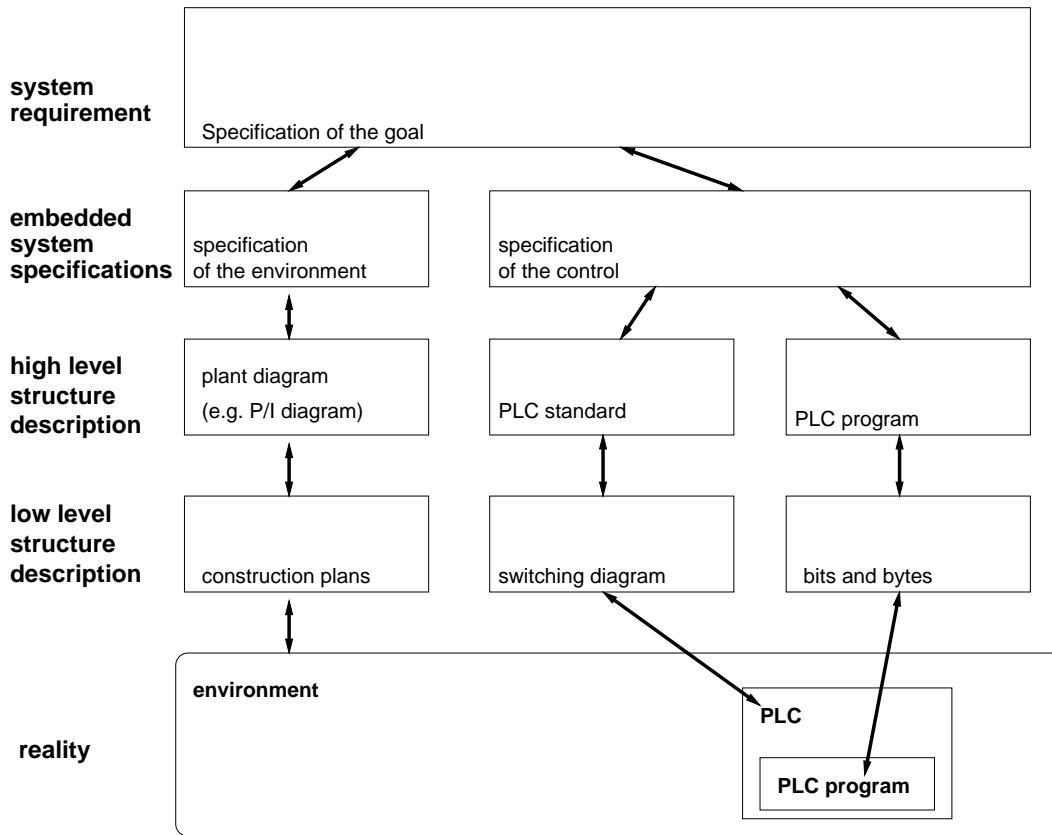 system
requirement
Specification of the goal
embedded
system
specifications
specification
of the environment
specification
of the control
high level
structure
description
plant diagram
(e.g. P/I diagram)
PLC standard
PLC program
low level
structure
description
construction plans
switching diagram
bits and bytes
reality
environment
PLC
PLC program